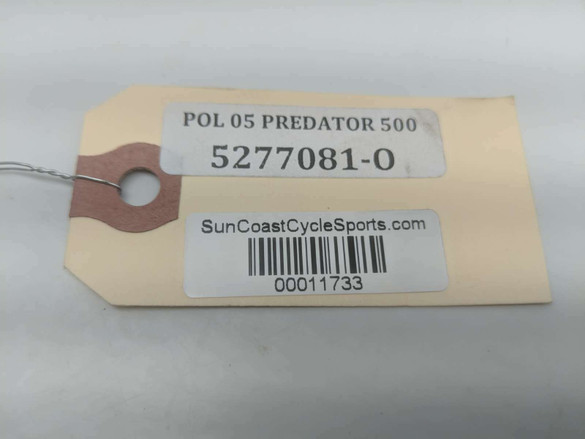 POL 05 PREDATOR 500
5277081-O
SunCoastCycleSports.com
00011733